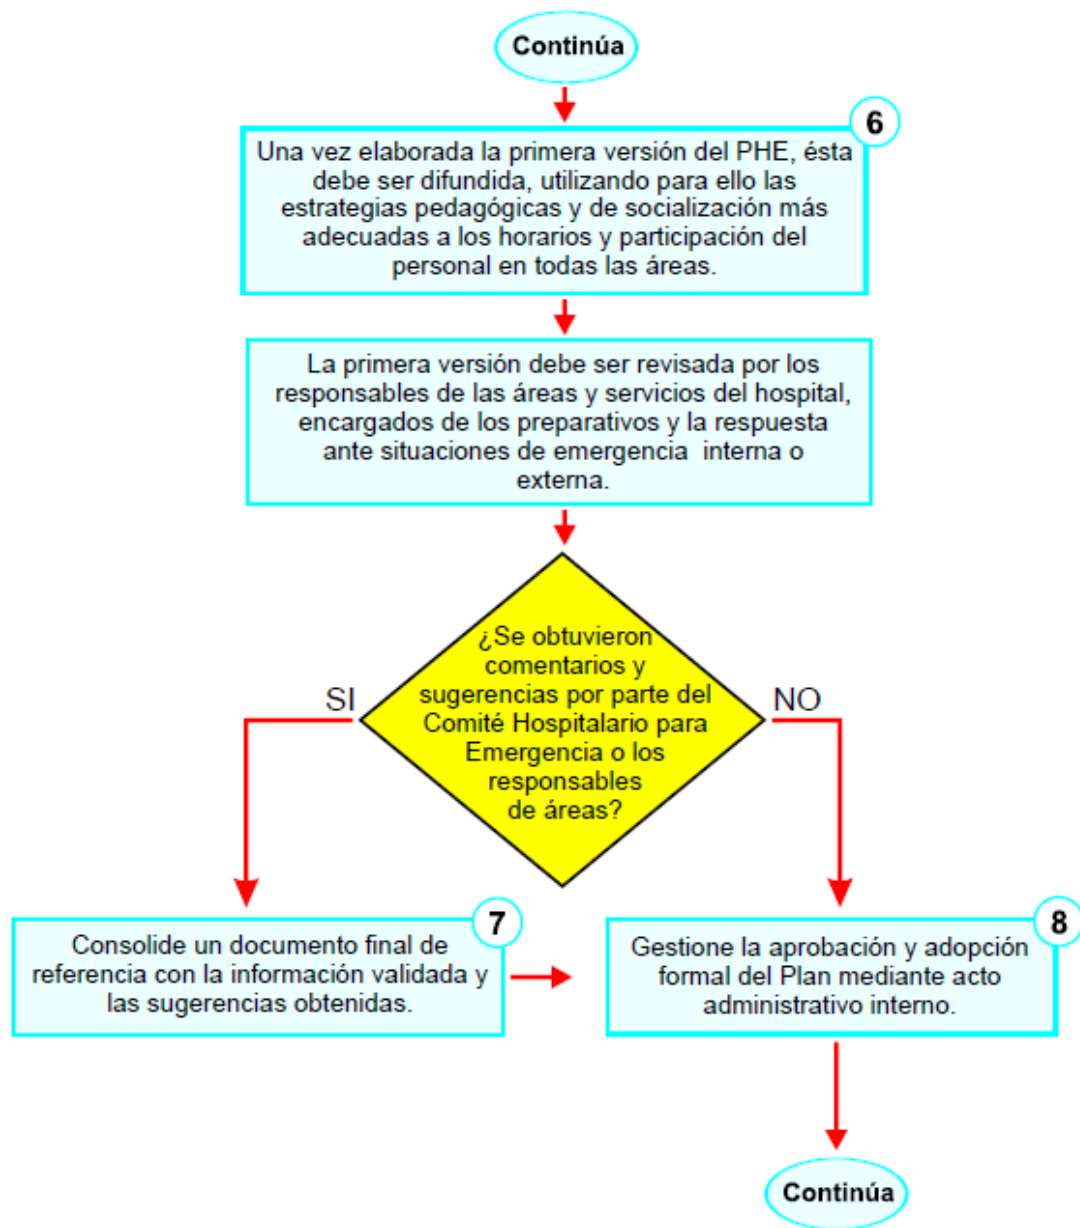 Continúa
6
Una vez elaborada la primera versión del PHE, ésta
debe ser difundida, utilizando para ello las
estrategias pedagógicas y de socialización más
adecuadas a los horarios y participación del
personal en todas las áreas.
La primera versión debe ser revisada por los
responsables de las áreas y servicios del hospital,
encargados de los preparativos y la respuesta
ante situaciones de emergencia interna o
externa.
¿Se obtuvieron
comentarios y
sugerencias por parte del
Comité Hospitalario para
Emergencia o los
responsables
de áreas?
SI
NO
7
Consolide un documento final de
referencia con la información validada y
las sugerencias obtenidas.
8
Gestione la aprobación y adopción
formal del Plan mediante acto
administrativo interno.
Continúa